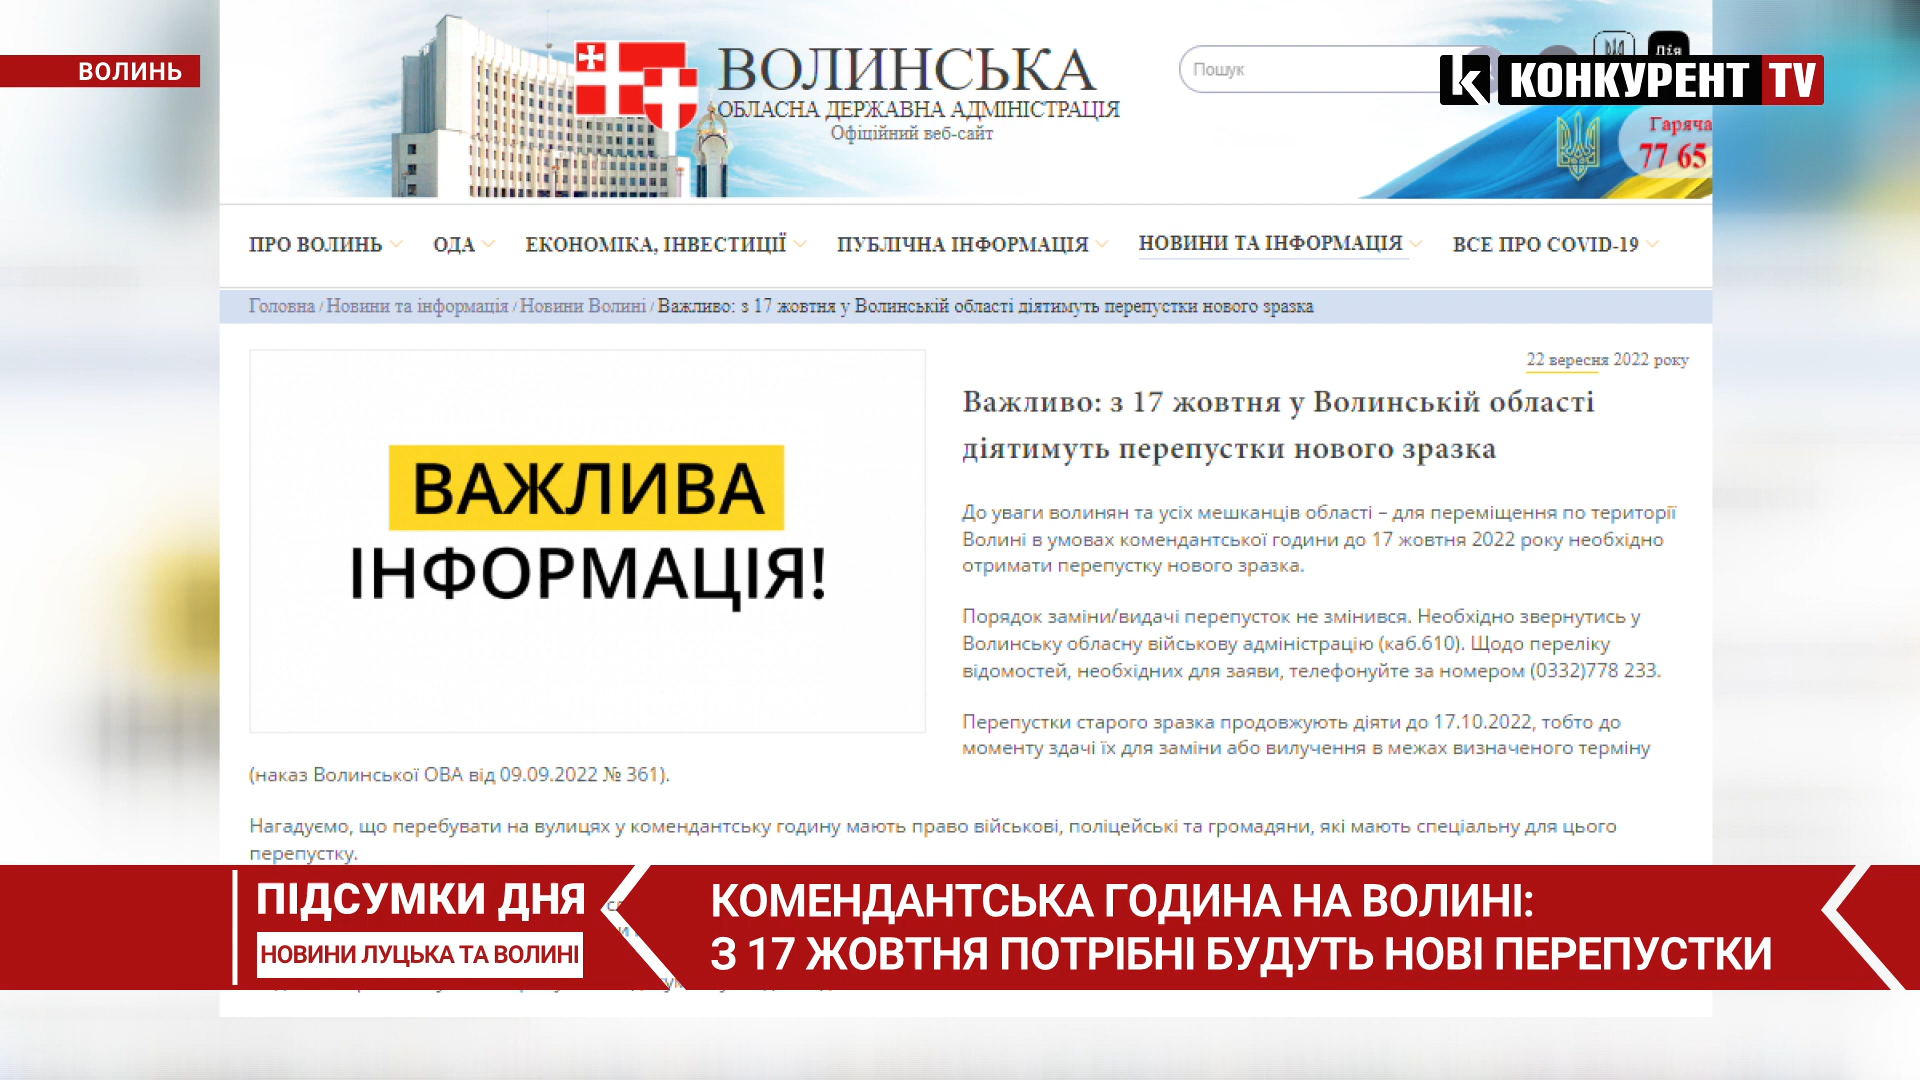 ВОЛИНЬ
ВОЛИНСЬКА
ОБЛАСНА ДЕРЖАВНА АДМІНІСТРАЦІЯ
Офіційний веб-сайт
Пошук
Дія
КОНКУРЕНТ TV
Гаряча
77 65
ПРО ВОЛИНЬ ОДА ЕКОНОМІКА, ІНВЕСТИЦІЇ ПУБЛІЧНА ІНФОРМАЦІЯ НОВИНИ ТА ІНФОРМАЦІЯ ВСЕ ПРО COVID-19
Головна / Новини та інформація / Новини Волині / Важливо: з 17 жовтня у Волинській області діятимуть перепустки нового зразка
ВАЖЛИВА
ІНФОРМАЦІЯ!
22 вересня 2022 року
Важливо: з 17 жовтня у Волинській області
діятимуть перепустки нового зразка
До уваги волинян та усіх мешканців області – для переміщення по території
Волині в умовах комендантської години до 17 жовтня 2022 року необхідно
отримати перепустку нового зразка.
Порядок заміни/видачі перепусток не змінився. Необхідно звернутись у
Волинську обласну військову адміністрацію (каб.610). Щодо переліку
відомостей, необхідних для заяви, телефонуйте за номером (0332)778 233.
Перепустки старого зразка продовжують діяти до 17.10.2022, тобто до
моменту здачі їх для заміни або вилучення в межах визначеного терміну
(наказ Волинської ОВА від 09.09.2022 № 361).
Нагадуємо, що перебувати на вулицях у комендантську годину мають право військові, поліцейські та громадяни, які мають спеціальну для цього
перепустку.
ПІДСУМКИ ДНЯ
НОВИНИ ЛУЦЬКА ТА ВОЛИНІ
КОМЕНДАНТСЬКА ГОДИНА НА ВОЛИНІ:
З 17 ЖОВТНЯ ПОТРІБНІ БУДУТЬ НОВІ ПЕРЕПУСТКИ